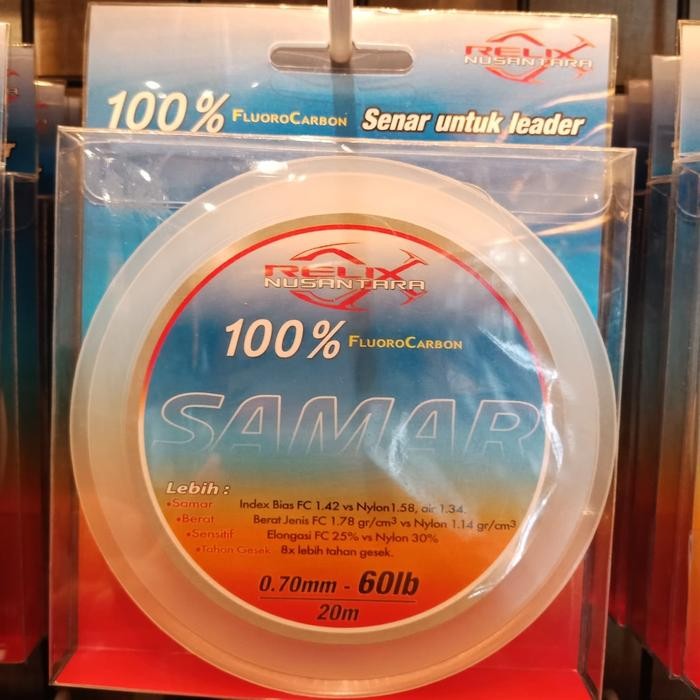 RELIX
NUSANTARA
100% FLUOROCARBON Senar untuk leader
RELIX
NUSANTARA
100% FLUOROCARBON
SAMAR
Lebih :
•Samar Index Bias FC 1.42 vs Nylon 1.58, air 1.34.
•Berat Berat Jenis FC 1.78 gr/cm³ vs Nylon 1.14 gr/cm³
•Sensitif Elongasi FC 25% vs Nylon 30%
•Tahan Gesek 8x lebih tahan gesek.
0.70mm - 60lb
20m